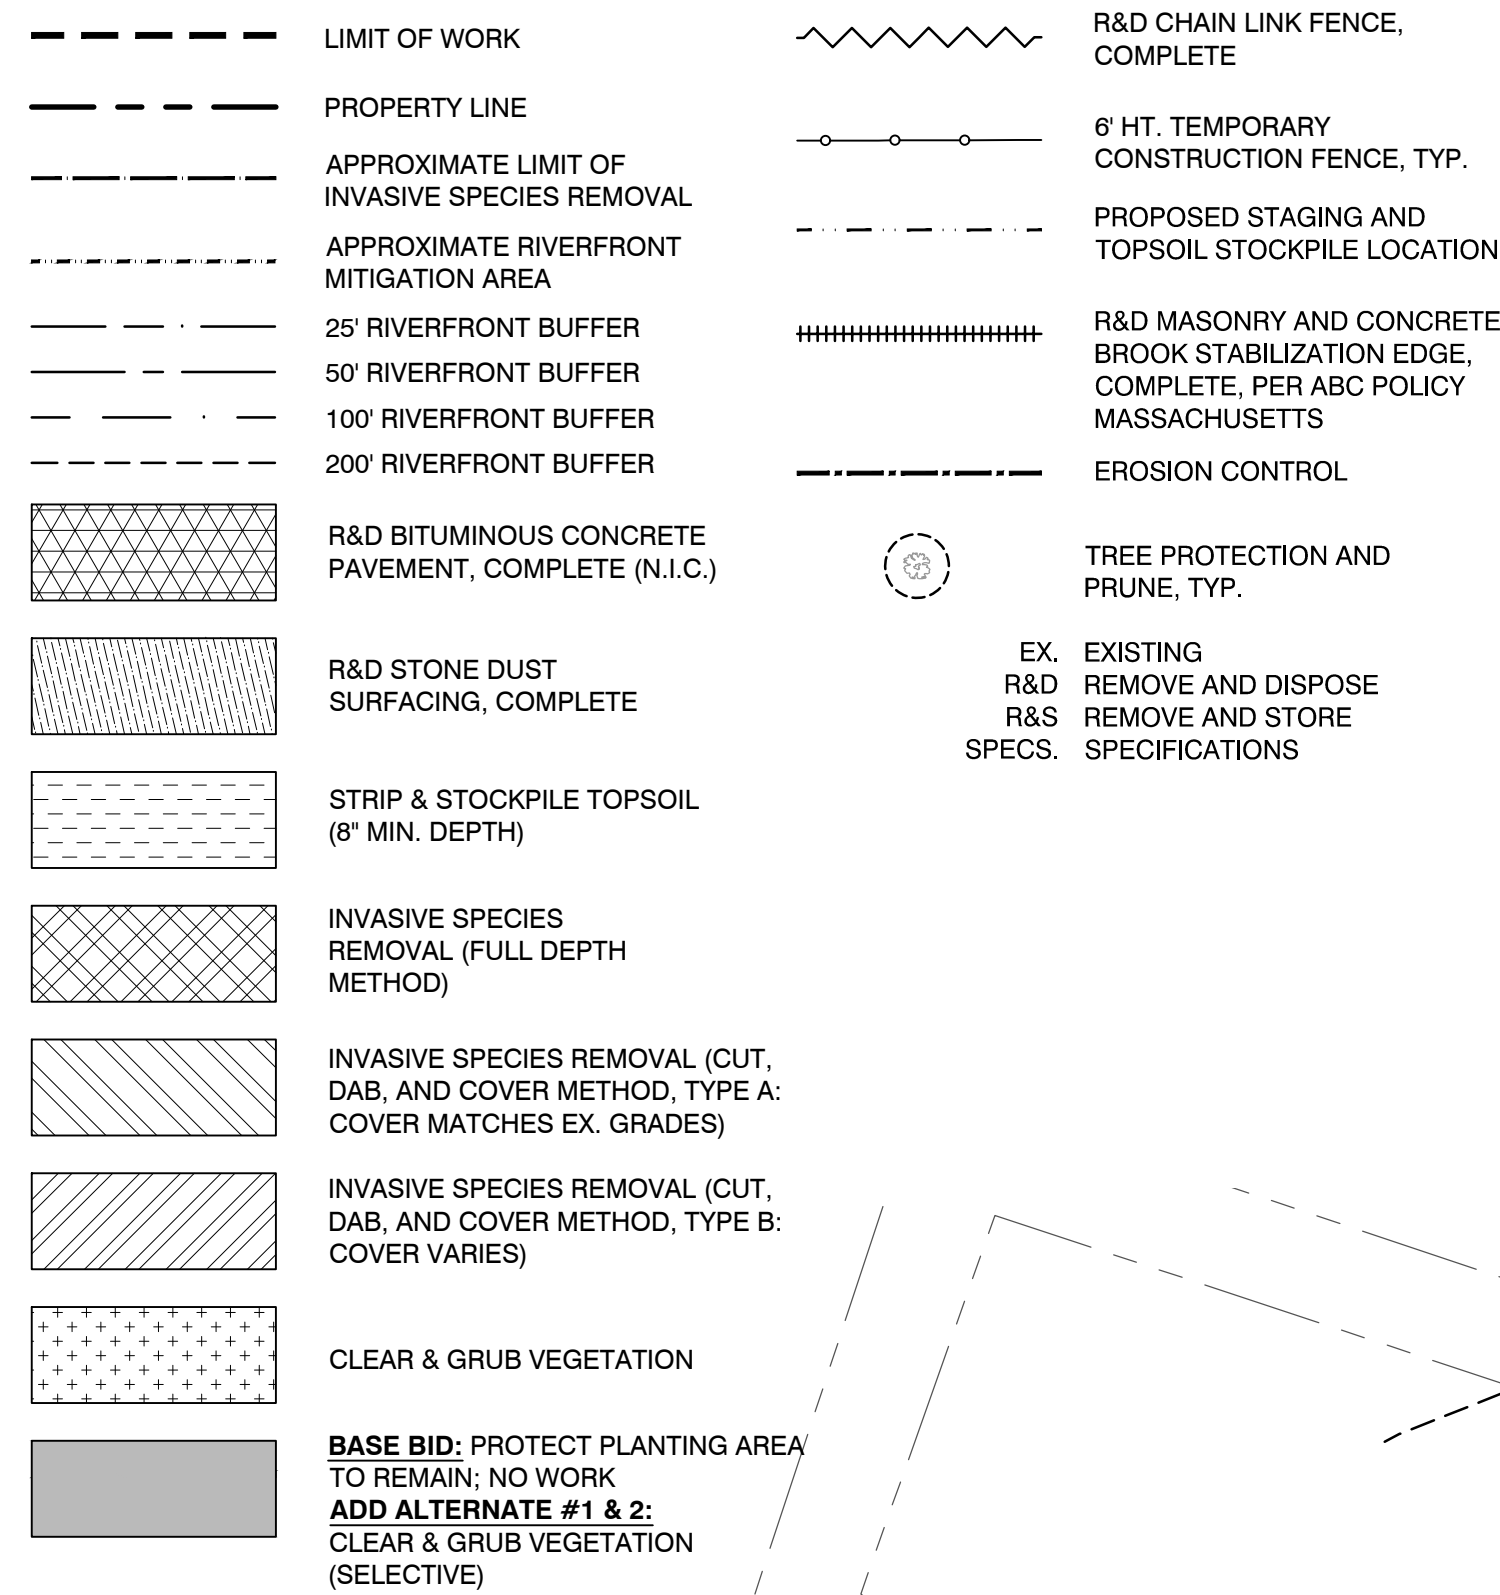 LIMIT OF WORK
PROPERTY LINE
APPROXIMATE LIMIT OF
INVASIVE SPECIES REMOVAL
APPROXIMATE RIVERFRONT
MITIGATION AREA
25' RIVERFRONT BUFFER
50' RIVERFRONT BUFFER
100' RIVERFRONT BUFFER
200' RIVERFRONT BUFFER
R&D BITUMINOUS CONCRETE
PAVEMENT, COMPLETE (N.I.C.)
R&D STONE DUST
SURFACING, COMPLETE
STRIP & STOCKPILE TOPSOIL
(8" MIN. DEPTH)
INVASIVE SPECIES
REMOVAL (FULL DEPTH
METHOD)
INVASIVE SPECIES REMOVAL (CUT,
DAB, AND COVER METHOD, TYPE A:
COVER MATCHES EX. GRADES)
INVASIVE SPECIES REMOVAL (CUT,
DAB, AND COVER METHOD, TYPE B:
COVER VARIES)
CLEAR & GRUB VEGETATION
BASE BID: PROTECT PLANTING AREA
TO REMAIN; NO WORK
ADD ALTERNATE #1 & 2:
CLEAR & GRUB VEGETATION
(SELECTIVE)
R&D CHAIN LINK FENCE,
COMPLETE
6' HT. TEMPORARY
CONSTRUCTION FENCE, TYP.
PROPOSED STAGING AND
TOPSOIL STOCKPILE LOCATION
R&D MASONRY AND CONCRETE
BROOK STABILIZATION EDGE,
COMPLETE, PER ABC POLICY
MASSACHUSETTS
EROSION CONTROL
TREE PROTECTION AND
PRUNE, TYP.
EX. EXISTING
R&D REMOVE AND DISPOSE
R&S REMOVE AND STORE
SPECS. SPECIFICATIONS